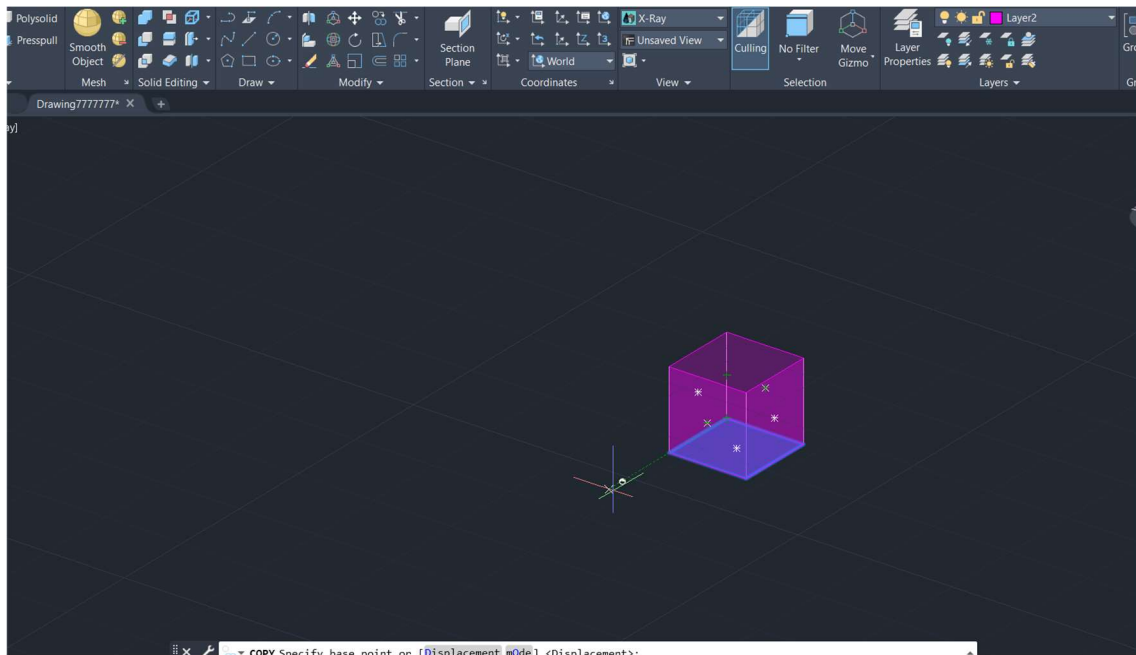 Polysolid
Presspull
Smooth
Object
Mesh
Solid Editing
Draw
Modify
Section
Plane
Section
World
Coordinates
X-Ray
Unsaved View
View
Culling
No Filter
Move
Gizmo
Selection
Layer
Properties
Layer2
Layers
Gr
Gr
Drawing7777777*
ay]
COPY Specify base point or [Displacement mOde] <Displacement>: